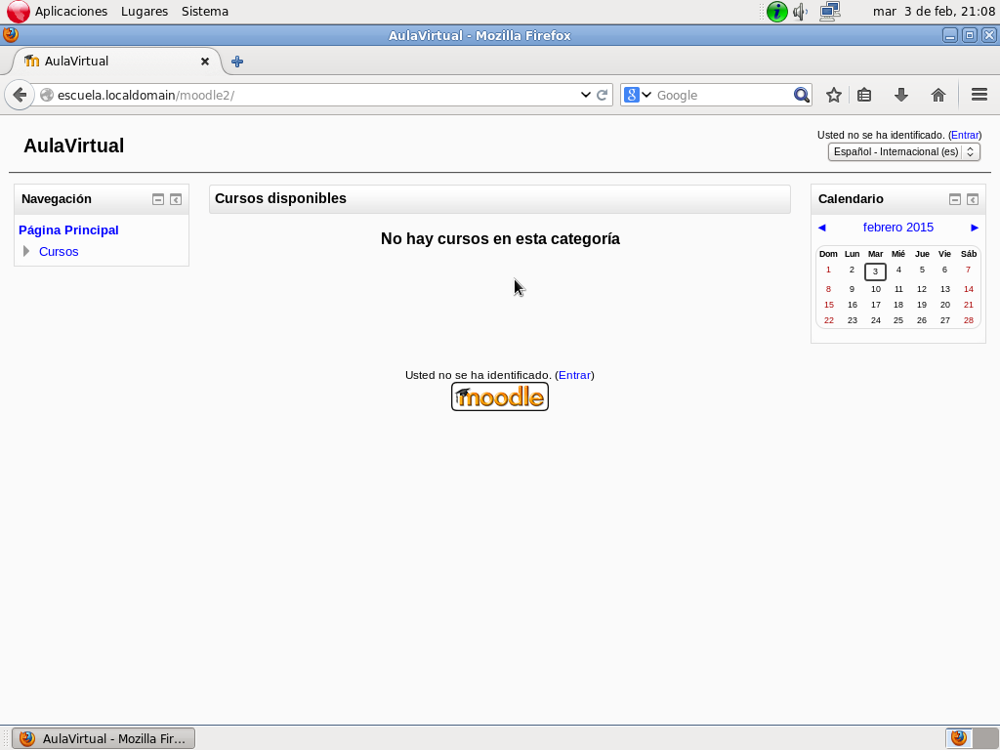 Aplicaciones Lugares Sistema mar 3 de feb, 21:08
AulaVirtual - Mozilla Firefox
AulaVirtual
escuela.localdomain/moodle2/ Google
AulaVirtual
Usted no se ha identificado. (Entrar)
Español - Internacional (es)
Navegación
Página Principal
Cursos
Cursos disponibles
No hay cursos en esta categoría
Calendario
◄ febrero 2015 ►
Dom Lun Mar Mié Jue Vie Sáb
1 2 3 4 5 6 7
8 9 10 11 12 13 14
15 16 17 18 19 20 21
22 23 24 25 26 27 28
Usted no se ha identificado. (Entrar)
moodle
AulaVirtual - Mozilla Fir...